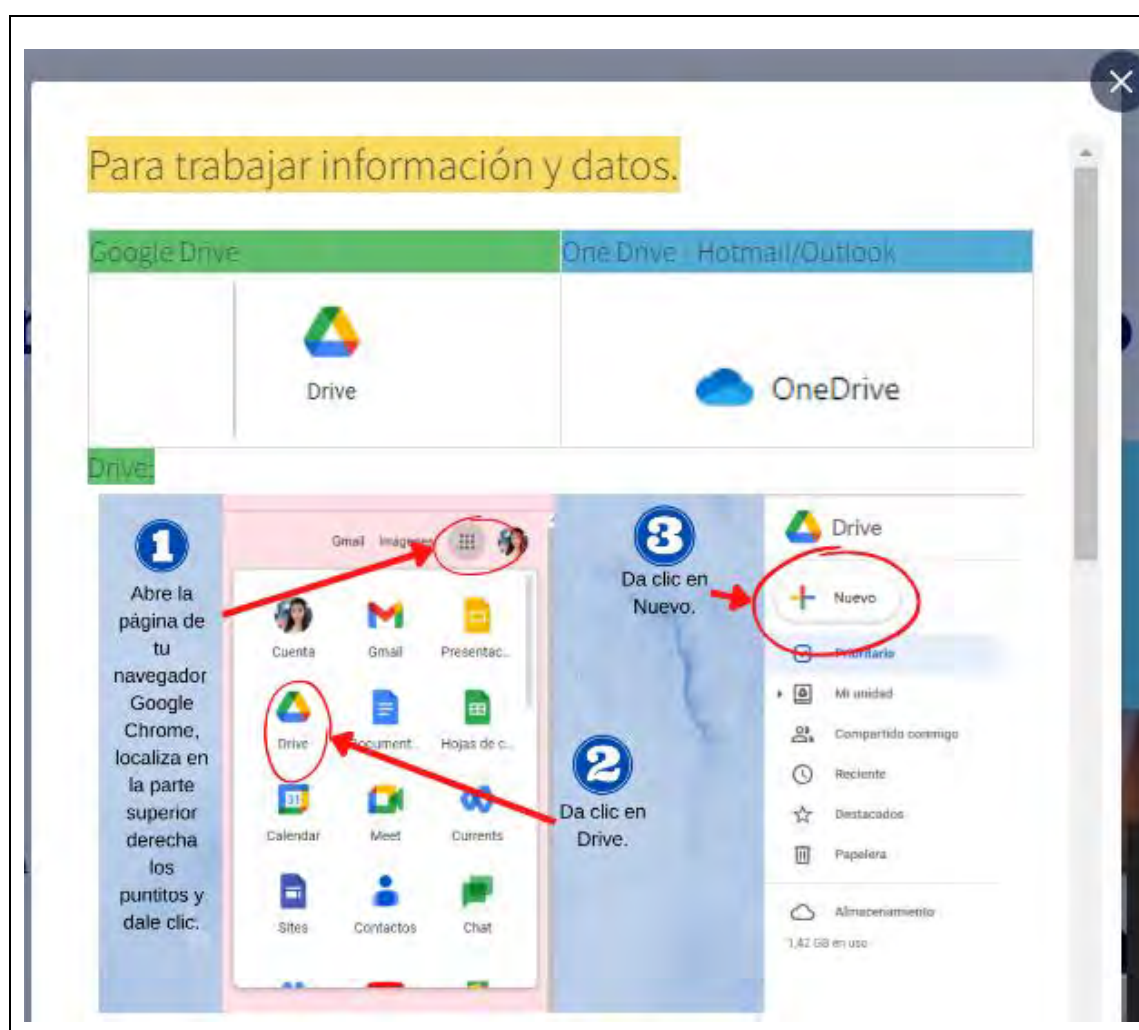 Para trabajar información y datos.
Google Drive
One Drive - Hotmail/Outlook
Drive
OneDrive
Drive:
1
Abre la
página de
tu
navegador
Google
Chrome,
localiza en
la parte
superior
derecha
los
puntitos y
dale clic.
Gmail Imágenes
Cuenta Gmail Presentac...
Drive Document... Hojas de c...
31
Calendar Meet Currents
Sites Contactos Chat
2
Da clic en
Drive.
3
Da clic en
Nuevo.
Drive
Nuevo
Prioritario
Mi unidad
Compartido conmigo
Reciente
Destacados
Papelera
Almacenamiento
1,42 GB en uso